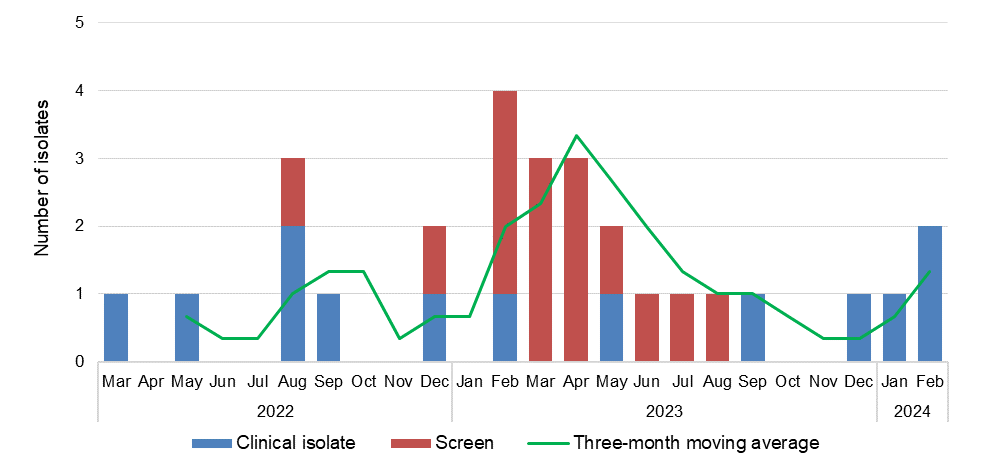 5
4
3
2
1
0
Number of isolates
Mar Apr May Jun Jul Aug Sep Oct Nov Dec Jan Feb Mar Apr May Jun Jul Aug Sep Oct Nov Dec Jan Feb
2022 2023 2024
Clinical isolate Screen Three-month moving average